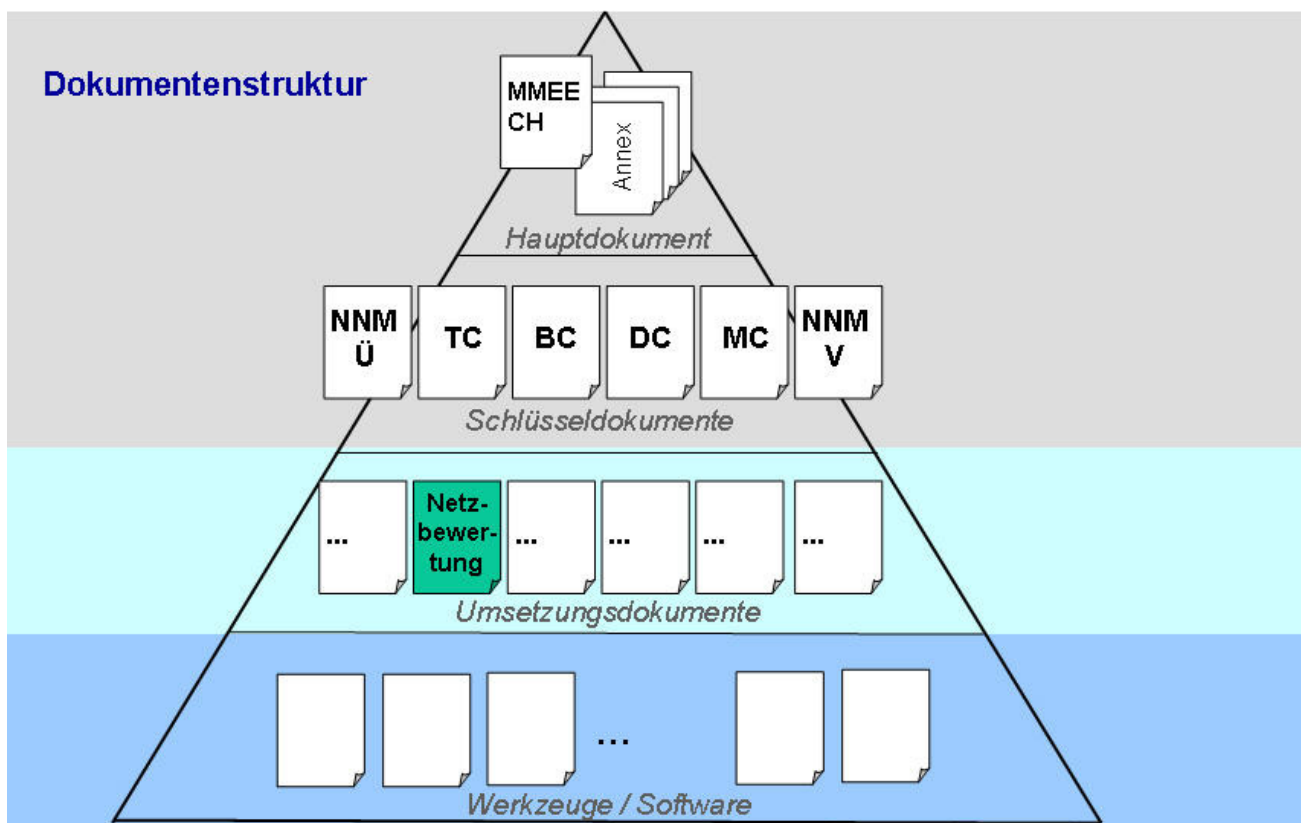 Dokumentenstruktur
MMEE
CH
Annex
Hauptdokument
NNM
Ü
TC
BC
DC
MC
NNM
V
Schlüsseldokumente
...
Netz-
bewer-
tung
...
...
...
...
Umsetzungsdokumente
...
Werkzeuge / Software